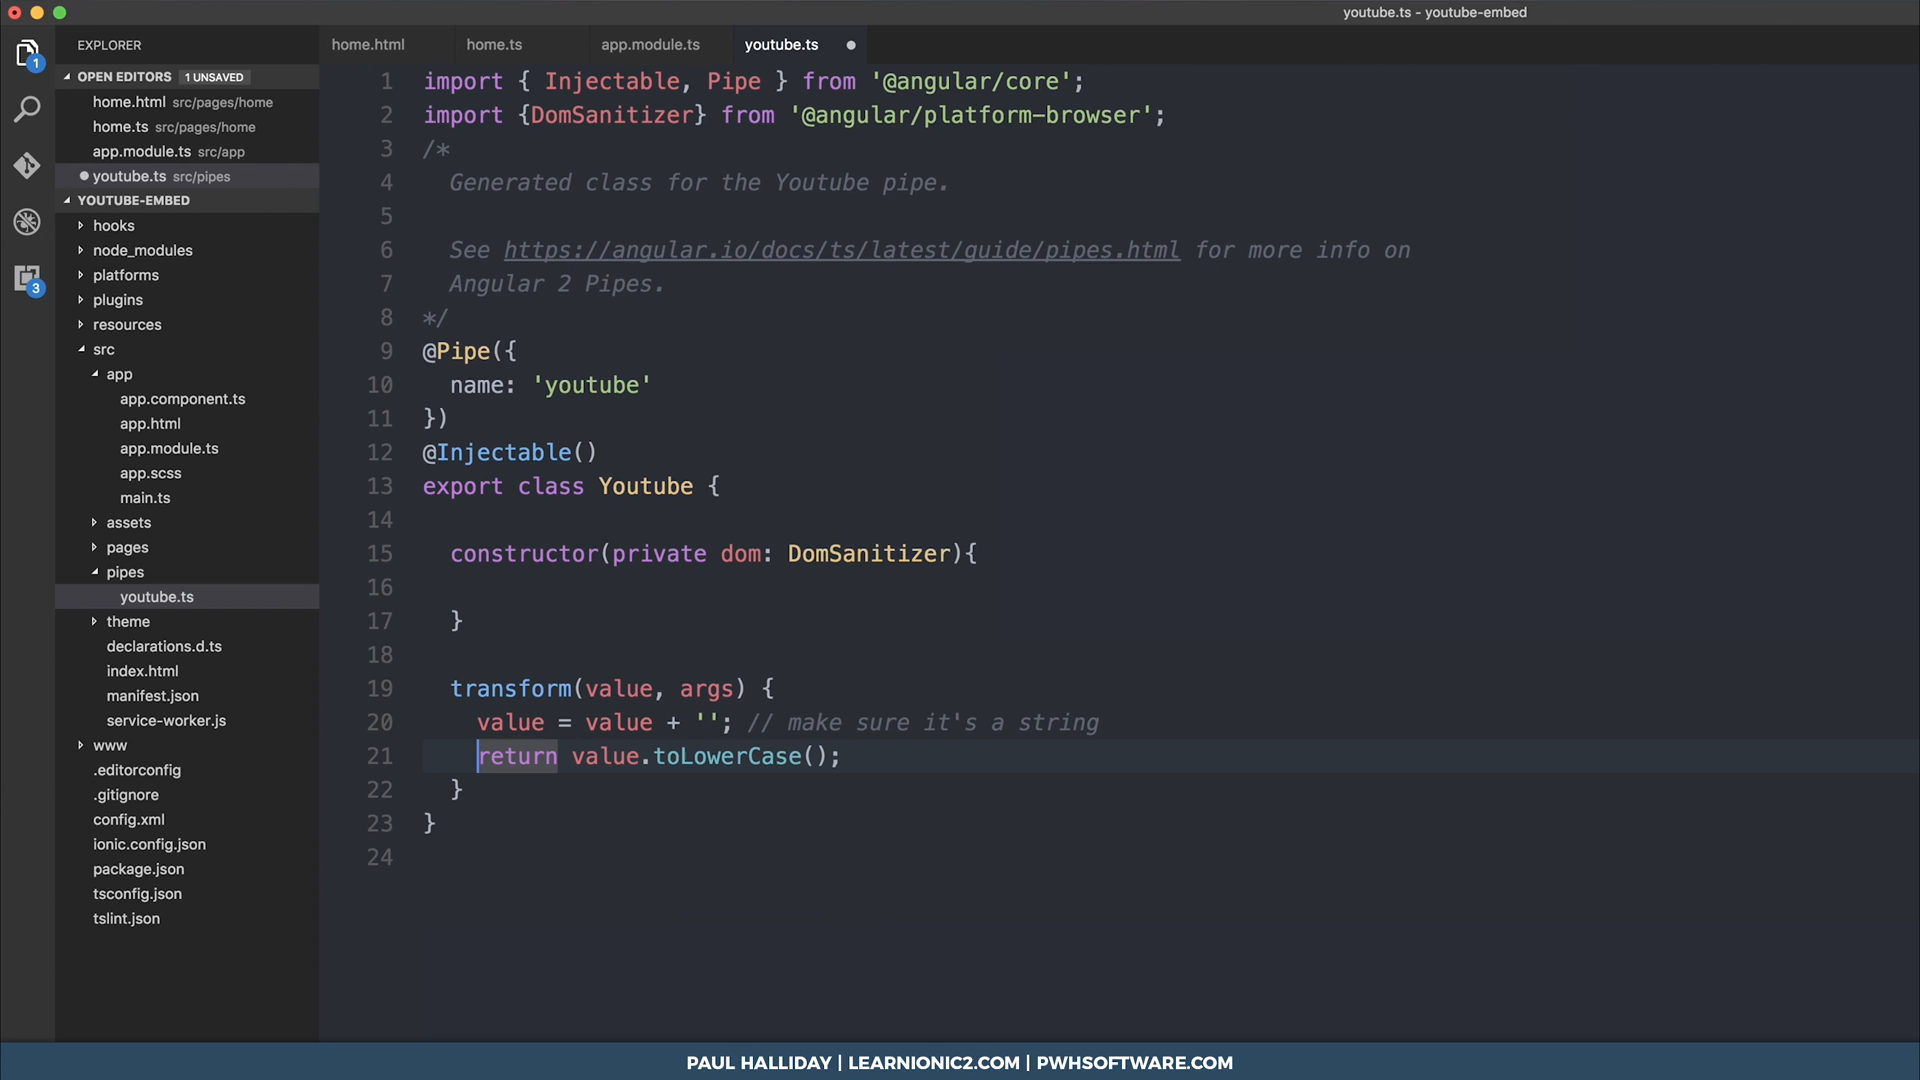 youtube.ts - youtube-embed
EXPLORER
OPEN EDITORS 1 UNSAVED
home.html src/pages/home
home.ts src/pages/home
app.module.ts src/app
youtube.ts src/pipes
YOUTUBE-EMBED
hooks
node_modules
platforms
plugins
resources
src
app
app.component.ts
app.html
app.module.ts
app.scss
main.ts
assets
pages
pipes
youtube.ts
theme
declarations.d.ts
index.html
manifest.json
service-worker.js
www
.editorconfig
.gitignore
config.xml
ionic.config.json
package.json
tsconfig.json
tslint.json
1
3
home.html home.ts app.module.ts youtube.ts
1 import { Injectable, Pipe } from '@angular/core';
2 import {DomSanitizer} from '@angular/platform-browser';
3 /*
4 Generated class for the Youtube pipe.
5
6 See https://angular.io/docs/ts/latest/guide/pipes.html for more info on
7 Angular 2 Pipes.
8 */
9 @Pipe({
10 name: 'youtube'
11 })
12 @Injectable()
13 export class Youtube {
14
15 constructor(private dom: DomSanitizer){
16
17 }
18
19 transform(value, args) {
20 value = value + ''; // make sure it's a string
21 return value.toLowerCase();
22 }
23 }
24
PAUL HALLIDAY | LEARNIONIC2.COM | PWHSOFTWARE.COM